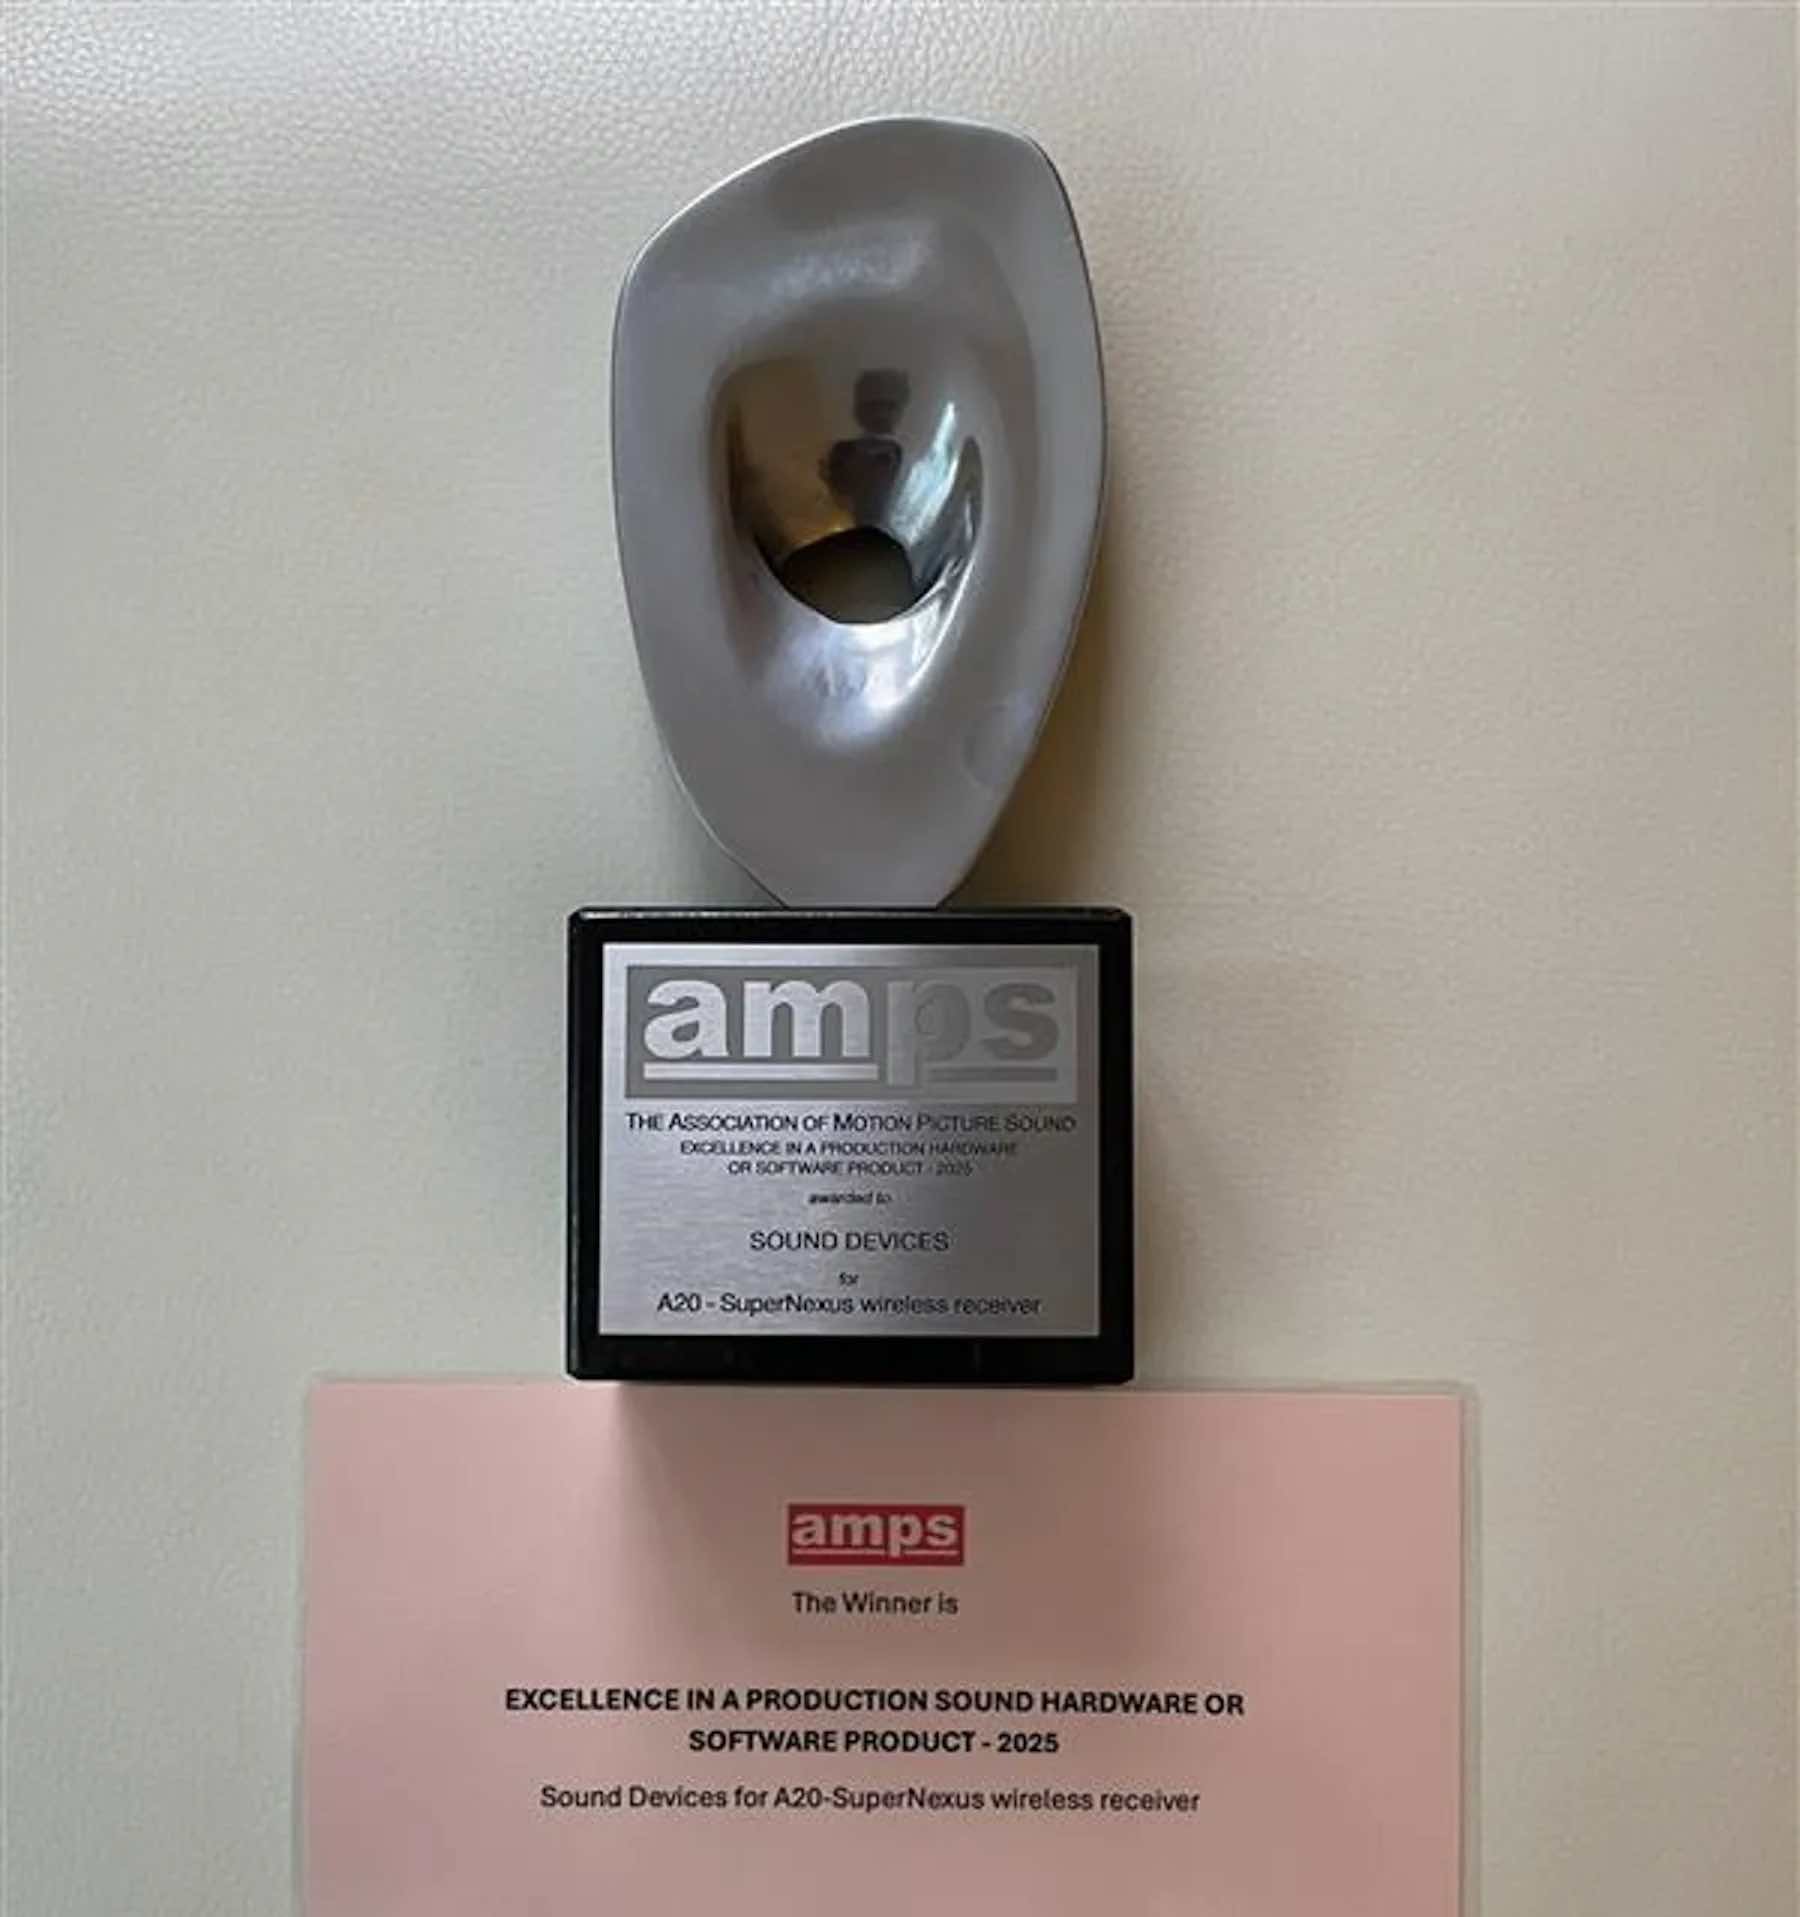 amps
THE ASSOCIATION OF MOTION PICTURE SOUND
EXCELLENCE IN A PRODUCTION HARDWARE
OR SOFTWARE PRODUCT - 2025
awarded to
SOUND DEVICES
for
A20 - SuperNexus wireless receiver
amps
The Winner is
EXCELLENCE IN A PRODUCTION SOUND HARDWARE OR
SOFTWARE PRODUCT - 2025
Sound Devices for A20-SuperNexus wireless receiver